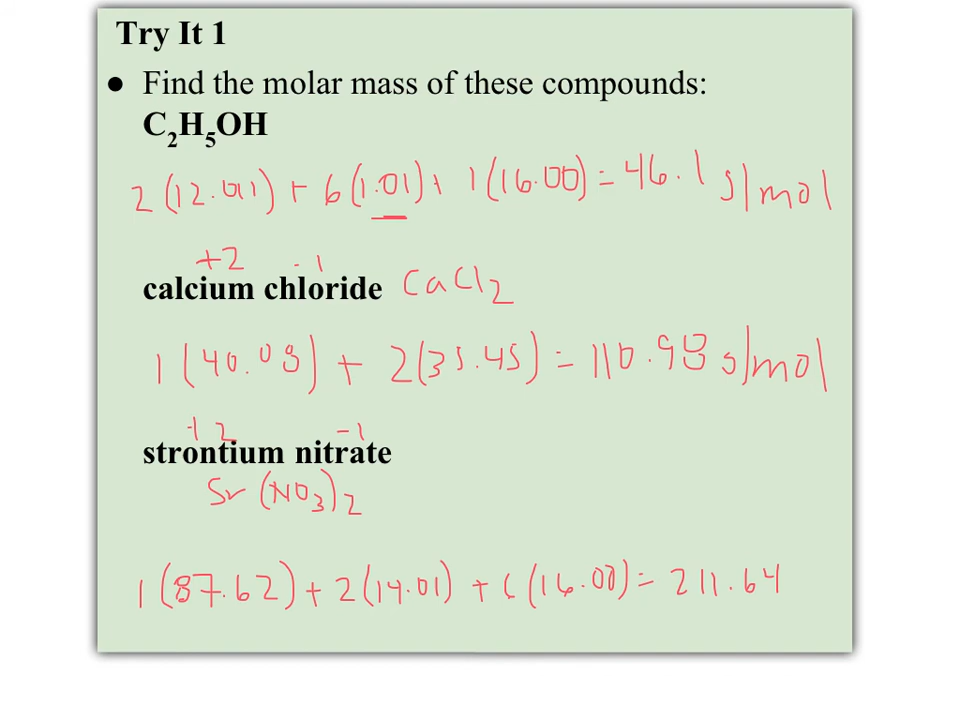 Try It 1
● Find the molar mass of these compounds:
C₂H₅OH
2 (12.01) + 6 (1.01) + 1 (16.00) = 46.1 g/mol
+2 -1
calcium chloride CaCl₂
1 (40.08) + 2 (35.45) = 110.98 g/mol
+2 -1
strontium nitrate
Sr (NO₃)₂
1 (87.62) + 2 (14.01) + 6 (16.00) = 211.64